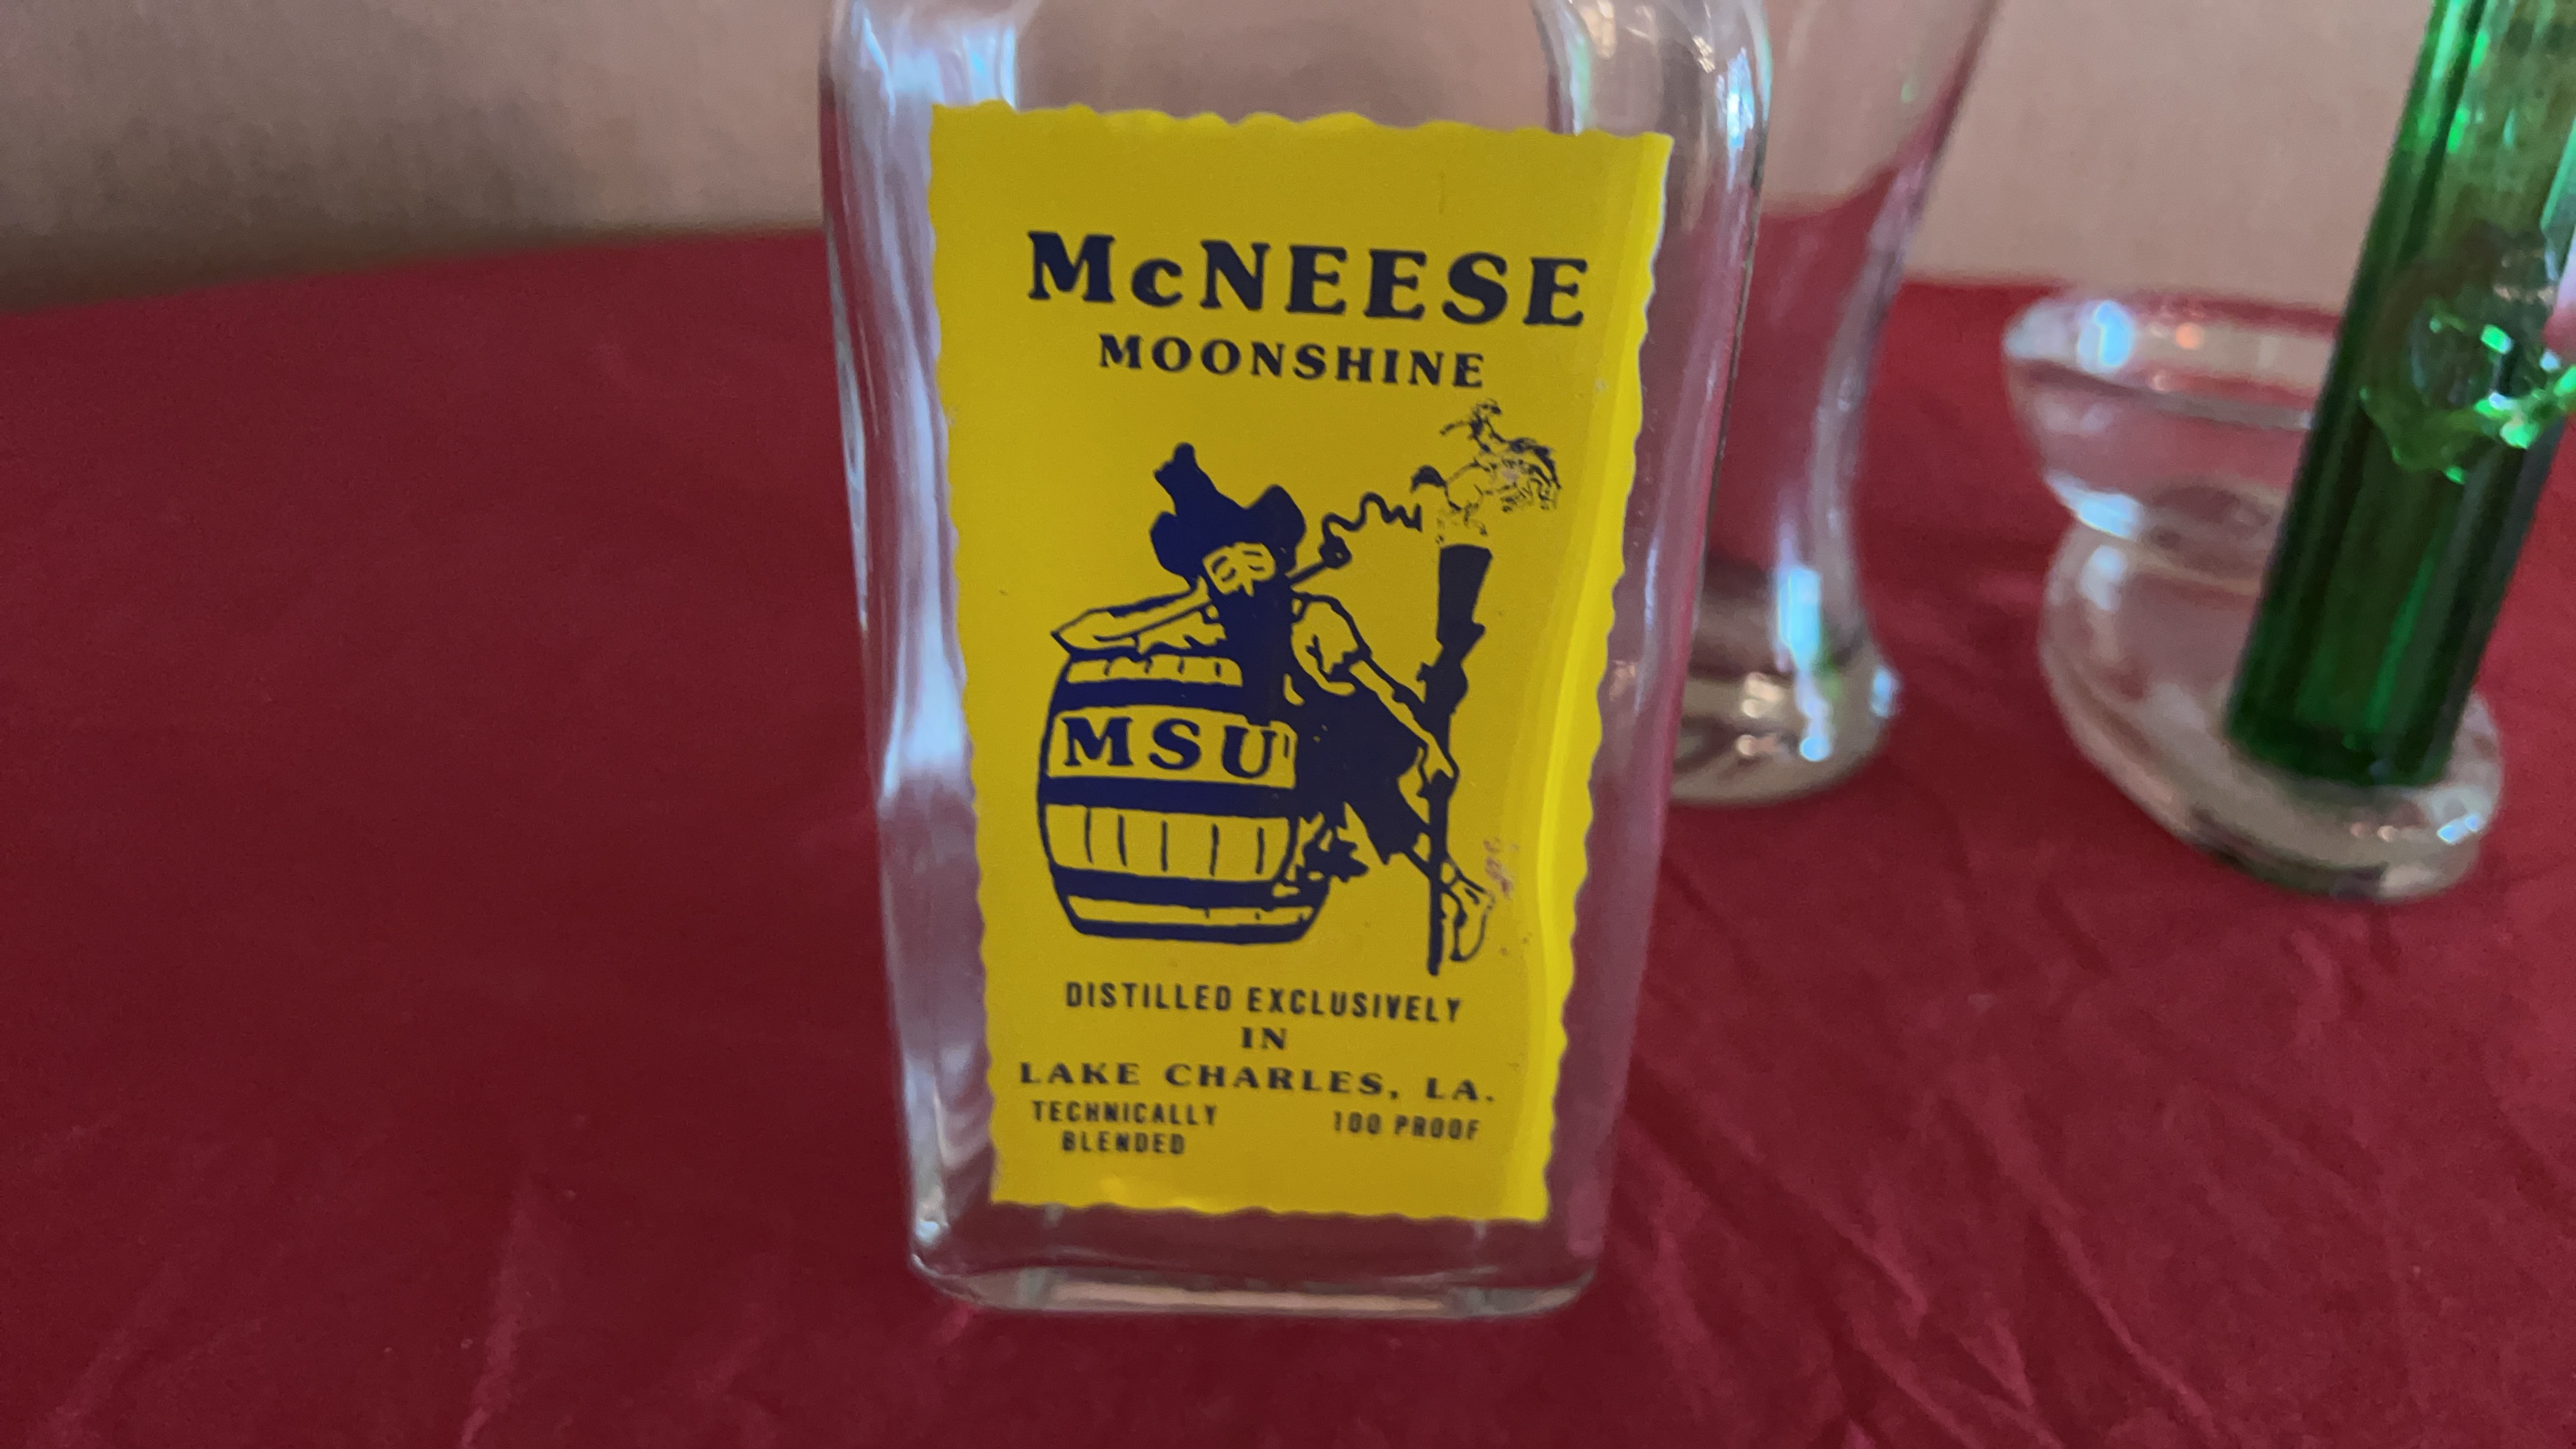 McNEESE
MOONSHINE
MSU
DISTILLED EXCLUSIVELY
IN
LAKE CHARLES, LA.
TECHNICALLY
BLENDED
100 PROOF